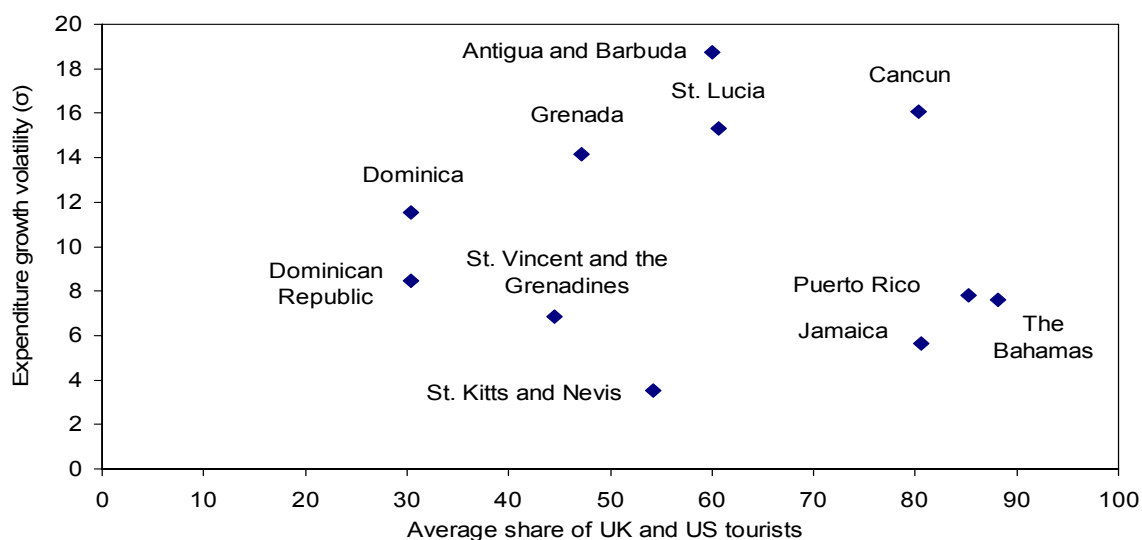 Expenditure growth volatility (σ)
20
18
16
14
12
10
8
6
4
2
0
Antigua and Barbuda
St. Lucia
Cancun
Grenada
Dominica
Dominican
Republic
St. Vincent and the
Grenadines
Puerto Rico
Jamaica
The
Bahamas
St. Kitts and Nevis
0 10 20 30 40 50 60 70 80 90 100
Average share of UK and US tourists